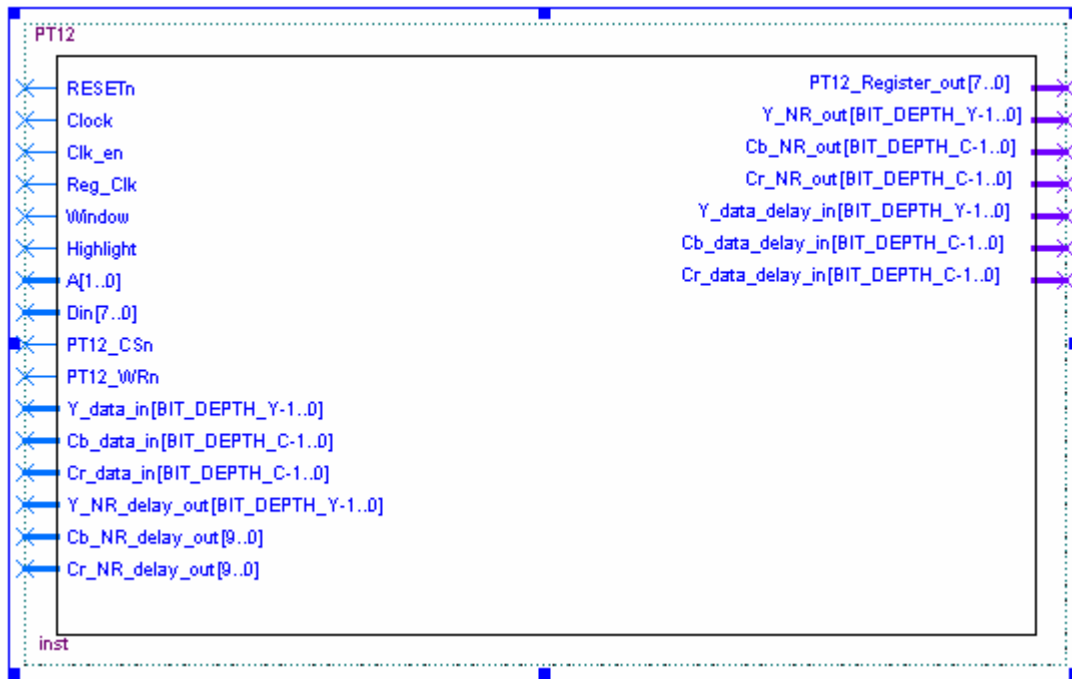 PT12
RESETn
Clock
Clk_en
Reg_Clk
Window
Highlight
A[1..0]
Din[7..0]
PT12_CSn
PT12_WRn
Y_data_in[BIT_DEPTH_Y-1..0]
Cb_data_in[BIT_DEPTH_C-1..0]
Cr_data_in[BIT_DEPTH_C-1..0]
Y_NR_delay_out[BIT_DEPTH_Y-1..0]
Cb_NR_delay_out[9..0]
Cr_NR_delay_out[9..0]
PT12_Register_out[7..0]
Y_NR_out[BIT_DEPTH_Y-1..0]
Cb_NR_out[BIT_DEPTH_C-1..0]
Cr_NR_out[BIT_DEPTH_C-1..0]
Y_data_delay_in[BIT_DEPTH_Y-1..0]
Cb_data_delay_in[BIT_DEPTH_C-1..0]
Cr_data_delay_in[BIT_DEPTH_C-1..0]
inst